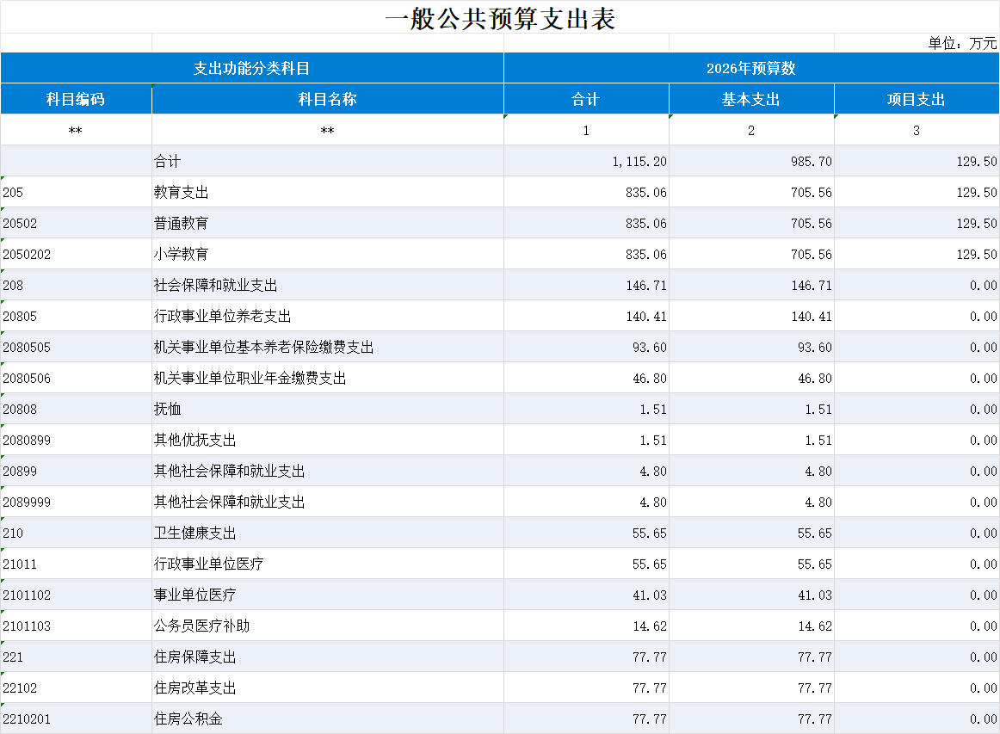 一般公共预算支出表
单位：万元
支出功能分类科目 2026年预算数
科目编码 科目名称 合计 基本支出 项目支出
** ** 1 2 3
合计 1,115.20 985.70 129.50
205 教育支出 835.06 705.56 129.50
20502 普通教育 835.06 705.56 129.50
2050202 小学教育 835.06 705.56 129.50
208 社会保障和就业支出 146.71 146.71 0.00
20805 行政事业单位养老支出 140.41 140.41 0.00
2080505 机关事业单位基本养老保险缴费支出 93.60 93.60 0.00
2080506 机关事业单位职业年金缴费支出 46.80 46.80 0.00
20808 抚恤 1.51 1.51 0.00
2080899 其他优抚支出 1.51 1.51 0.00
20899 其他社会保障和就业支出 4.80 4.80 0.00
2089999 其他社会保障和就业支出 4.80 4.80 0.00
210 卫生健康支出 55.65 55.65 0.00
21011 行政事业单位医疗 55.65 55.65 0.00
2101102 事业单位医疗 41.03 41.03 0.00
2101103 公务员医疗补助 14.62 14.62 0.00
221 住房保障支出 77.77 77.77 0.00
22102 住房改革支出 77.77 77.77 0.00
2210201 住房公积金 77.77 77.77 0.00